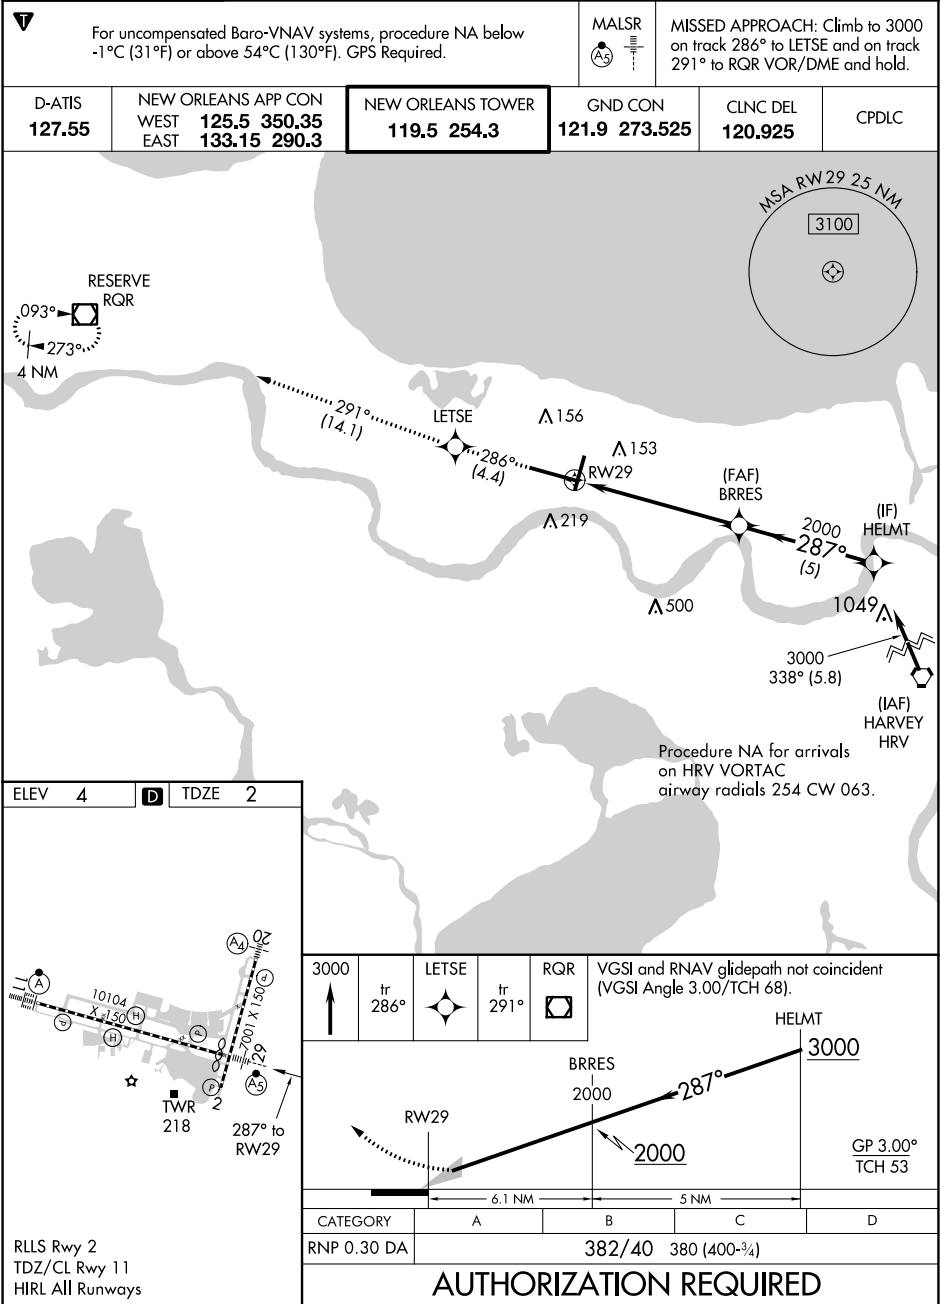 T
For uncompensated Baro-VNAV systems, procedure NA below
-1°C (31°F) or above 54°C (130°F). GPS Required.
MALSR
A5
MISSED APPROACH: Climb to 3000
on track 286° to LETSE and on track
291° to RQR VOR/DME and hold.
D-ATIS
127.55
NEW ORLEANS APP CON
WEST 125.5 350.35
EAST 133.15 290.3
NEW ORLEANS TOWER
119.5 254.3
GND CON
121.9 273.525
CLNC DEL
120.925
CPDLC
MSA RW29 25 NM
3100
RESERVE
RQR
093°
273°
4 NM
291°
(14.1)
LETSE
156
286°
(4.4)
153
RW29
219
(FAF)
BRRES
2000
287°
(5)
(IF)
HELMT
500
1049
3000
338° (5.8)
(IAF)
HARVEY
HRV
Procedure NA for arrivals
on HRV VORTAC
airway radials 254 CW 063.
ELEV 4
D
TDZE 2
A4
20
11
A
10104
X 150
P
H
H
P
P
7001 X 150
29
A5
P
2
TWR
218
287° to
RW29
RLLS Rwy 2
TDZ/CL Rwy 11
HIRL All Runways
3000
tr
286°
LETSE
tr
291°
RQR
VGSI and RNAV glidepath not coincident
(VGSI Angle 3.00/TCH 68).
HELMT
3000
BRRES
2000
287°
RW29
2000
GP 3.00°
TCH 53
6.1 NM
5 NM
CATEGORY A B C D
RNP 0.30 DA 382/40 380 (400-¾)
AUTHORIZATION REQUIRED